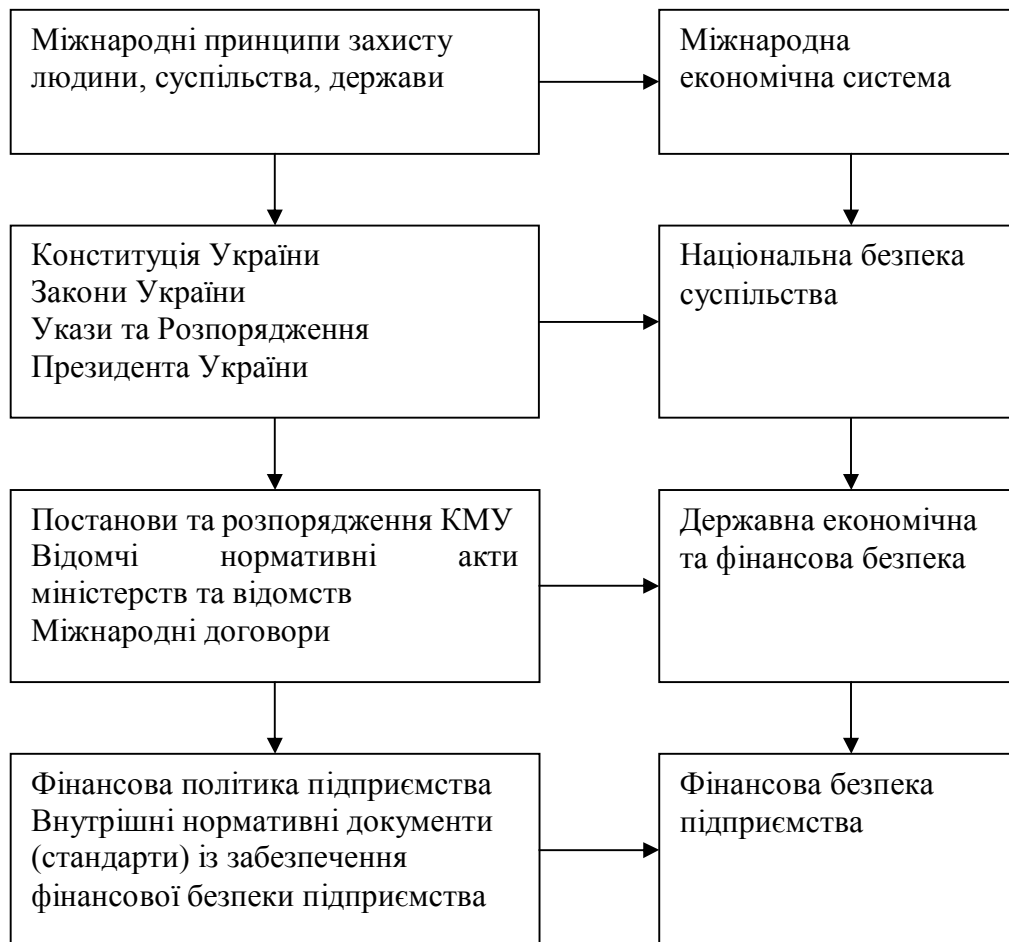 Міжнародні принципи захисту
людини, суспільства, держави
Міжнародна
економічна система
Конституція України
Закони України
Укази та Розпорядження
Президента України
Національна безпека
суспільства
Постанови та розпорядження КМУ
Відомчі нормативні акти
міністерств та відомств
Міжнародні договори
Державна економічна
та фінансова безпека
Фінансова політика підприємства
Внутрішні нормативні документи
(стандарти) із забезпечення
фінансової безпеки підприємства
Фінансова безпека
підприємства